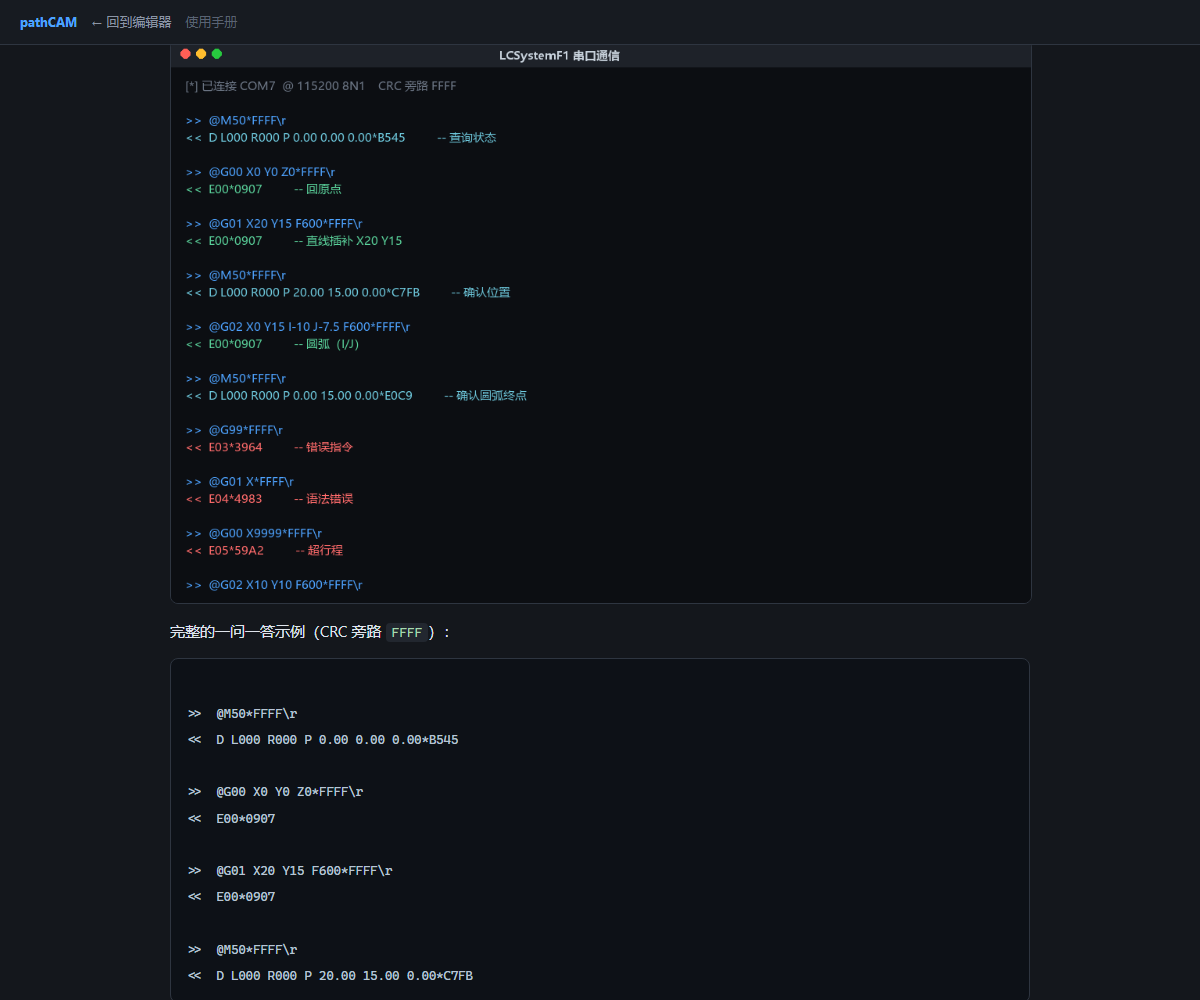 pathCAM ← 回到编辑器 使用手册
LCSystemF1 串口通信
[*] 已连接 COM7 @ 115200 8N1 CRC 旁路 FFFF
>> @M50*FFFF\r
<< D L000 R000 P 0.00 0.00 0.00*B545 -- 查询状态
>> @G00 X0 Y0 Z0*FFFF\r
<< E00*0907 -- 回原点
>> @G01 X20 Y15 F600*FFFF\r
<< E00*0907 -- 直线插补 X20 Y15
>> @M50*FFFF\r
<< D L000 R000 P 20.00 15.00 0.00*C7FB -- 确认位置
>> @G02 X0 Y15 I-10 J-7.5 F600*FFFF\r
<< E00*0907 -- 圆弧（I/J）
>> @M50*FFFF\r
<< D L000 R000 P 0.00 15.00 0.00*E0C9 -- 确认圆弧终点
>> @G99*FFFF\r
<< E03*3964 -- 错误指令
>> @G01 X*FFFF\r
<< E04*4983 -- 语法错误
>> @G00 X9999*FFFF\r
<< E05*59A2 -- 超行程
>> @G02 X10 Y10 F600*FFFF\r
完整的一问一答示例（CRC 旁路 FFFF）：
>> @M50*FFFF\r
<< D L000 R000 P 0.00 0.00 0.00*B545
>> @G00 X0 Y0 Z0*FFFF\r
<< E00*0907
>> @G01 X20 Y15 F600*FFFF\r
<< E00*0907
>> @M50*FFFF\r
<< D L000 R000 P 20.00 15.00 0.00*C7FB